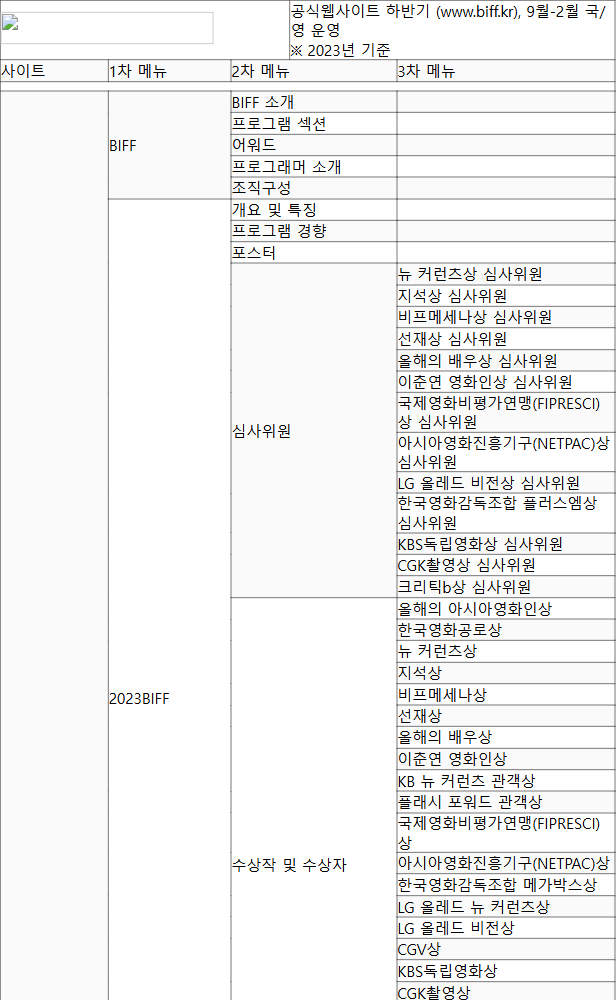 공식웹사이트 하반기 (www.biff.kr), 9월-2월 국/
영 운영
※ 2023년 기준
사이트 1차 메뉴 2차 메뉴 3차 메뉴
BIFF
BIFF 소개
프로그램 섹션
어워드
프로그래머 소개
조직구성
2023BIFF
개요 및 특징
프로그램 경향
포스터
심사위원
뉴 커런츠상 심사위원
지석상 심사위원
비프메세나상 심사위원
선재상 심사위원
올해의 배우상 심사위원
이춘연 영화인상 심사위원
국제영화비평가연맹(FIPRESCI)
상 심사위원
아시아영화진흥기구(NETPAC)상
심사위원
LG 올레드 비전상 심사위원
한국영화감독조합 플러스엠상
심사위원
KBS독립영화상 심사위원
CGK촬영상 심사위원
크리틱b상 심사위원
수상작 및 수상자
올해의 아시아영화인상
한국영화공로상
뉴 커런츠상
지석상
비프메세나상
선재상
올해의 배우상
이춘연 영화인상
KB 뉴 커런츠 관객상
플래시 포워드 관객상
국제영화비평가연맹(FIPRESCI)
상
아시아영화진흥기구(NETPAC)상
한국영화감독조합 메가박스상
LG 올레드 뉴 커런츠상
LG 올레드 비전상
CGV상
KBS독립영화상
CGK촬영상